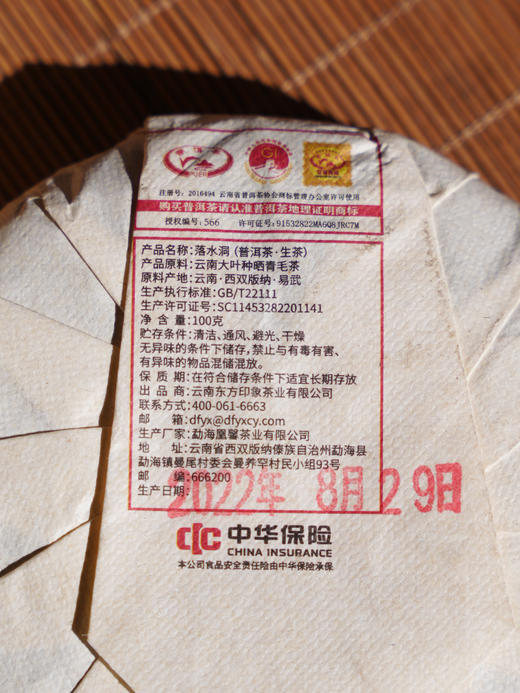 注册号：2016494 云南省普洱茶协会商标管理办公室许可使用
购买普洱茶请认准普洱茶地理证明商标
授权编号：566 许可证号：91532822MA6Q8JRC7M
产品名称：落水洞（普洱茶·生茶）
产品原料：云南大叶种晒青毛茶
原料产地：云南·西双版纳·易武
生产执行标准：GB/T22111
生产许可证号：SC11453282201141
净 含 量：100克
贮存条件：清洁、通风、避光、干燥
无异味的条件下储存，禁止与有毒有害、
有异味的物品混储混放。
保 质 期：在符合储存条件下适宜长期存放
出 品 商：云南东方印象茶业有限公司
联系方式：400-061-6663
邮 箱：dfyx@dfyxcy.com
生产厂家：勐海凰馨茶业有限公司
地 址：云南省西双版纳傣族自治州勐海县
勐海镇曼尾村委会曼养罕村民小组93号
邮 编：666200
生产日期：2022年 8月29日
中华保险
CHINA INSURANCE
本公司食品安全责任险由中华保险承保